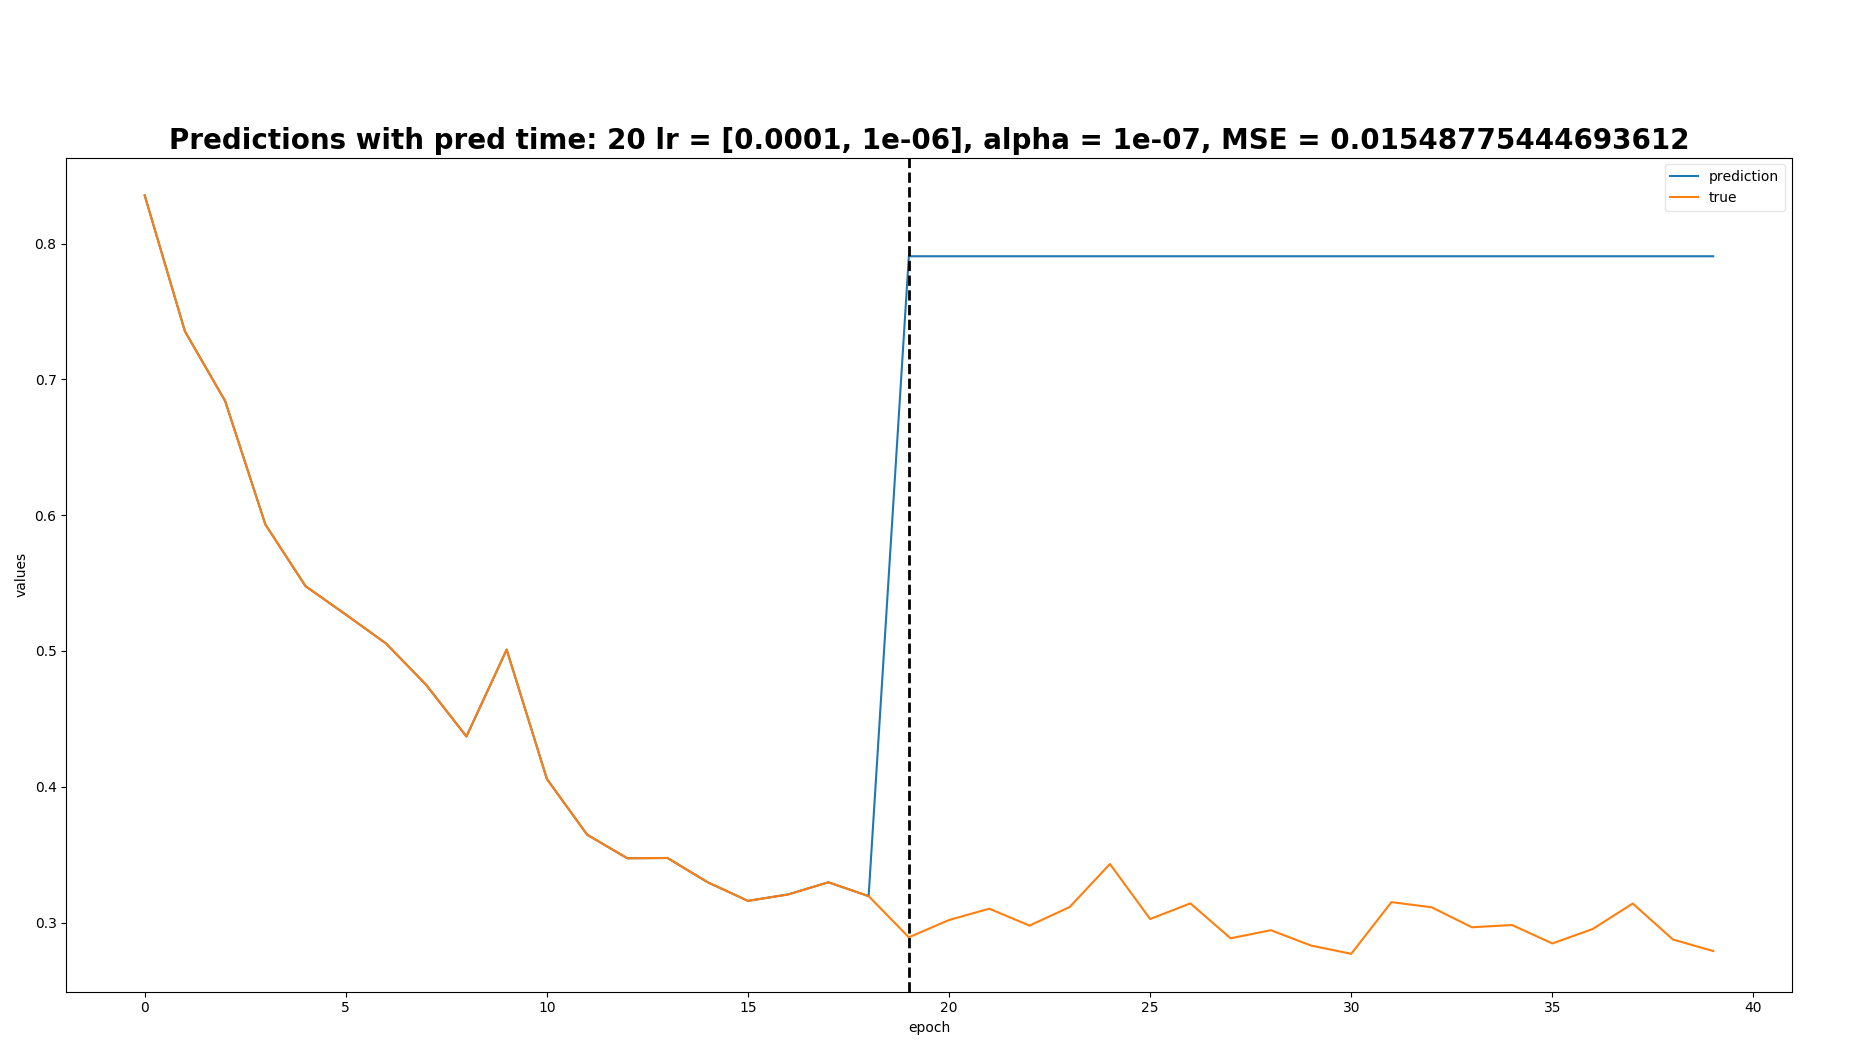 Predictions with pred time: 20 lr = [0.0001, 1e-06], alpha = 1e-07, MSE = 0.01548775444693612
prediction
true
0.8
0.7
0.6
0.5
0.4
0.3
values
0 5 10 15 20 25 30 35 40
epoch